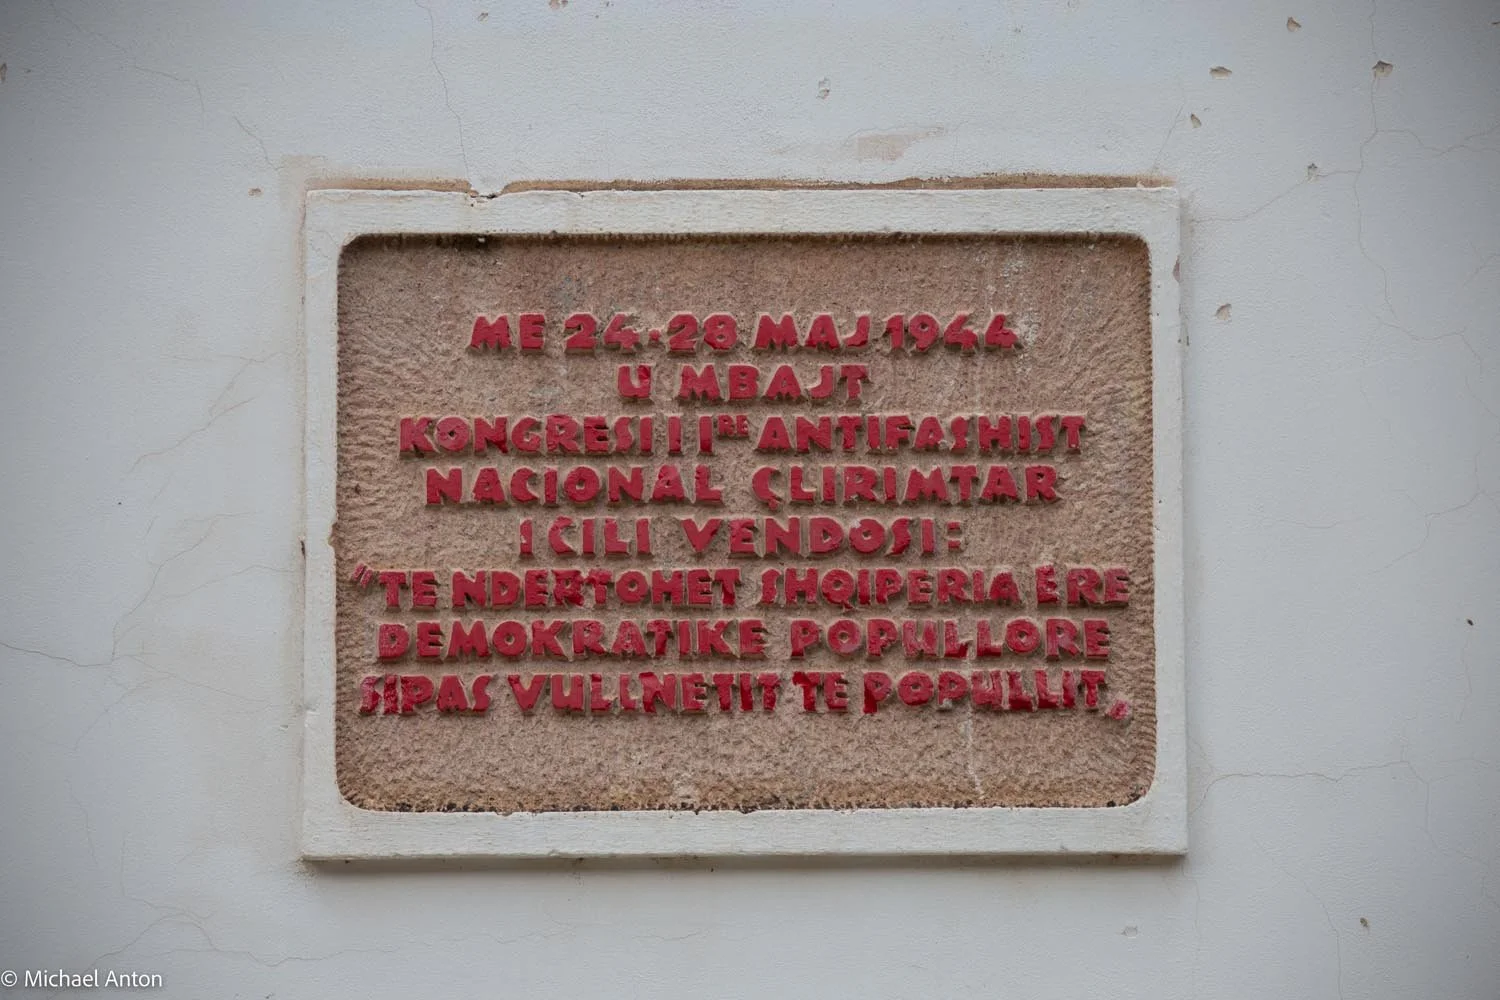 ME 24-28 MAJ 1944
U MBAJT
KONGRESI I IRE ANTIFASHIST
NACIONAL ÇLIRIMTAR
I CILI VENDOSI:
"TE NDERTOHET SHQIPERIA E RE
DEMOKRATIKE POPULLORE
SIPAS VULLNETIT TE POPULLIT„
© Michael Anton